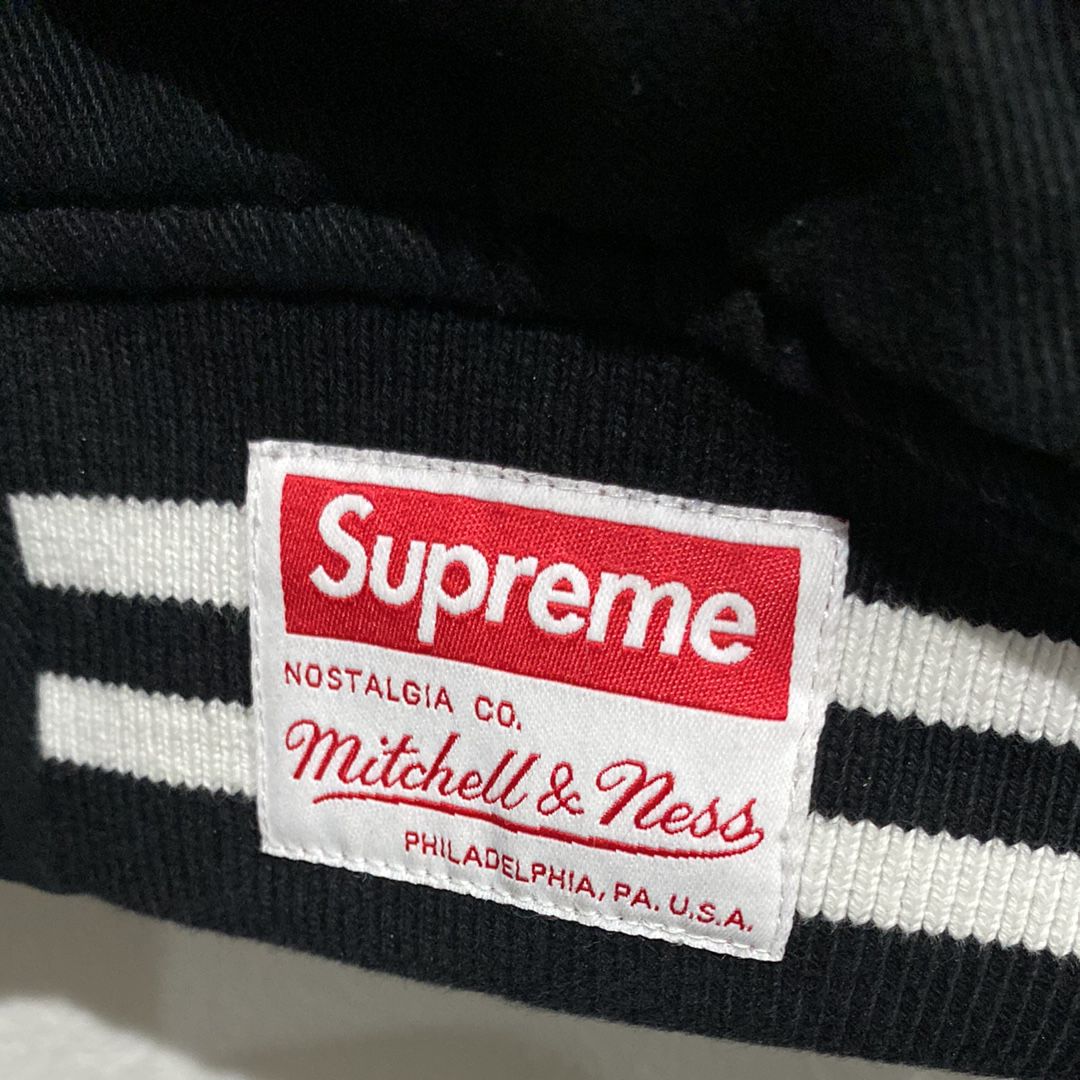 Supreme
NOSTALGIA CO.
Mitchell & Ness
PHILADELPHIA, PA. U.S.A.